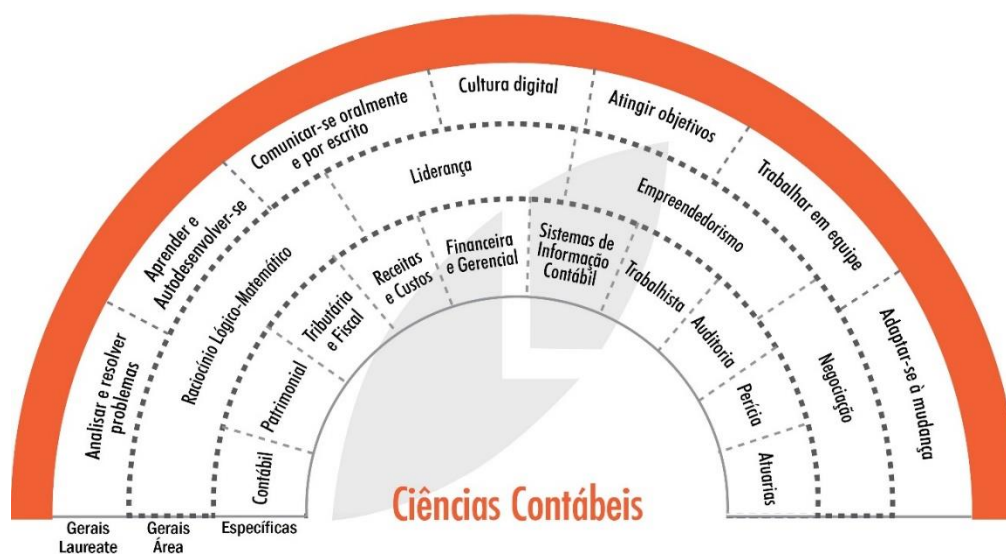 Analisar e resolver
problemas
Aprender e
Autodesenvolver-se
Comunicar-se oralmente
e por escrito
Cultura digital
Atingir objetivos
Trabalhar em equipe
Adaptar-se à mudança
Raciocínio Lógico-Matemático
Liderança
Empreendedorismo
Negociação
Contábil
Patrimonial
Tributária
e Fiscal
Receitas
e Custos
Financeira
e Gerencial
Sistemas de
Informação
Contábil
Trabalhista
Auditoria
Perícia
Atuarias
Ciências Contábeis
Gerais
Laureate
Gerais
Área
Específicas